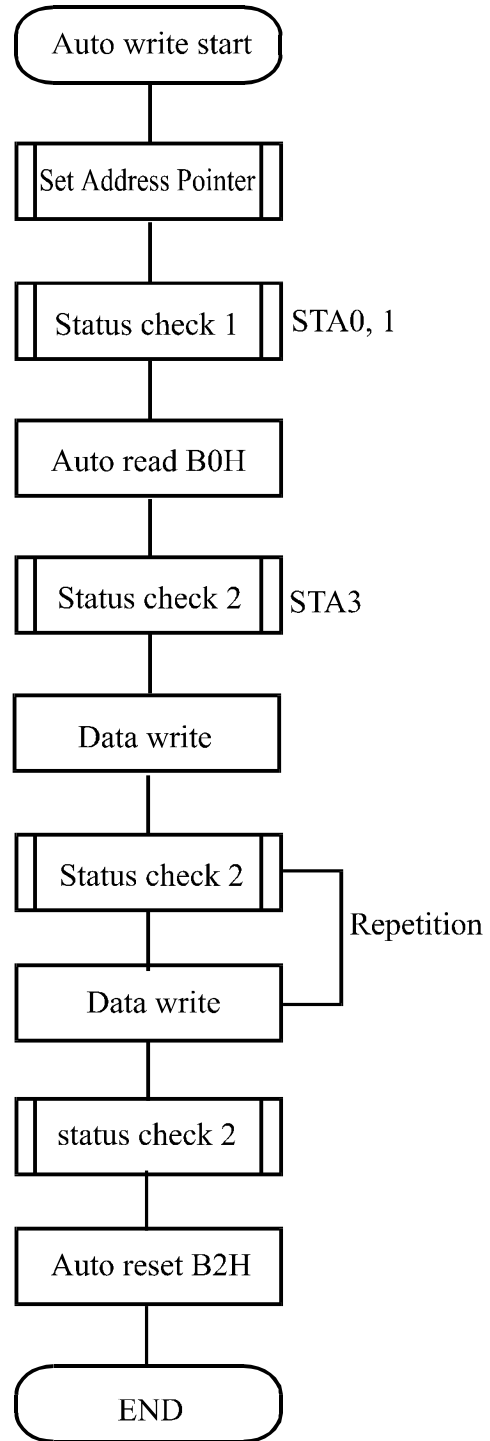 Auto write start
Set Address Pointer
Status check 1
STA0, 1
Auto read B0H
Status check 2
STA3
Data write
Status check 2
Repetition
Data write
status check 2
Auto reset B2H
END